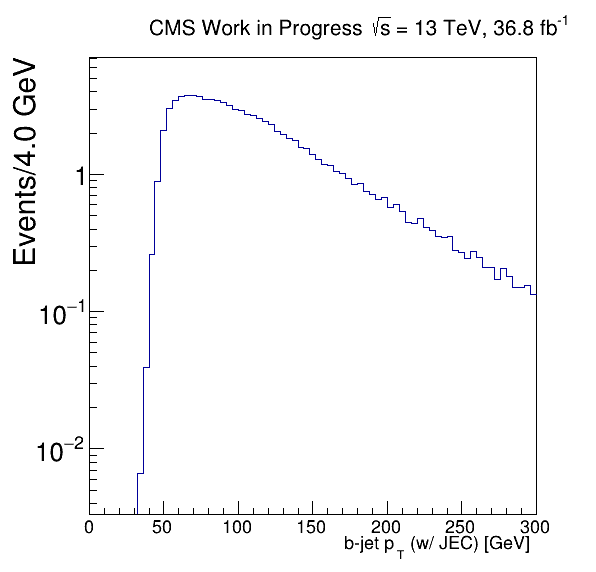 CMS Work in Progress √s = 13 TeV, 36.8 fb⁻¹
Events/4.0 GeV
1
10⁻¹
10⁻²
0 50 100 150 200 250 300
b-jet p_T (w/ JEC) [GeV]